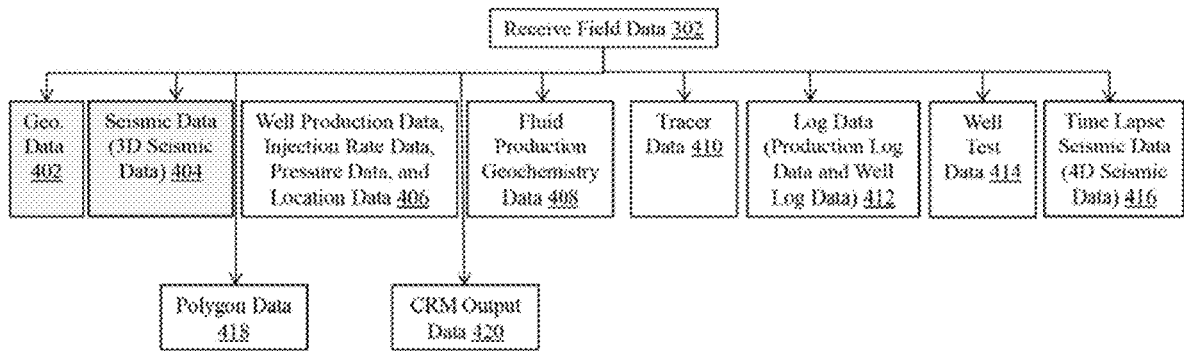 Receive Field Data 302
Geo.
Data
402
Seismic Data
(3D Seismic
Data) 404
Well Production Data,
Injection Rate Data,
Pressure Data, and
Location Data 406
Fluid
Production
Geochemistry
Data 408
Tracer
Data 410
Log Data
(Production Log
Data and Well
Log Data) 412
Well
Test
Data 414
Time Lapse
Seismic Data
(4D Seismic
Data) 416
Polygon Data
418
CRM Output
Data 420